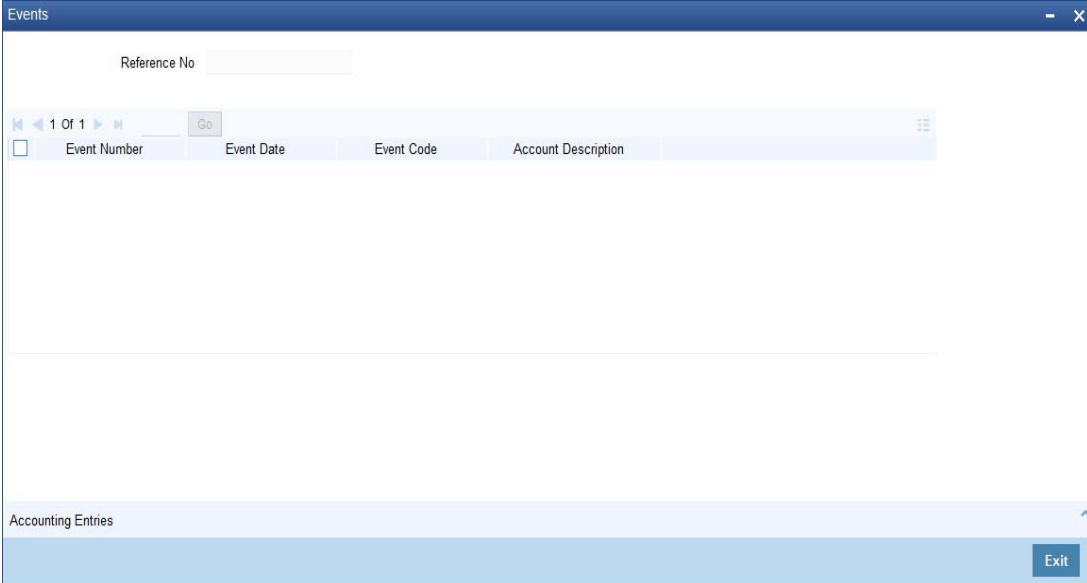 Events
Reference No
1 Of 1 Go
Event Number Event Date Event Code Account Description
Accounting Entries
Exit